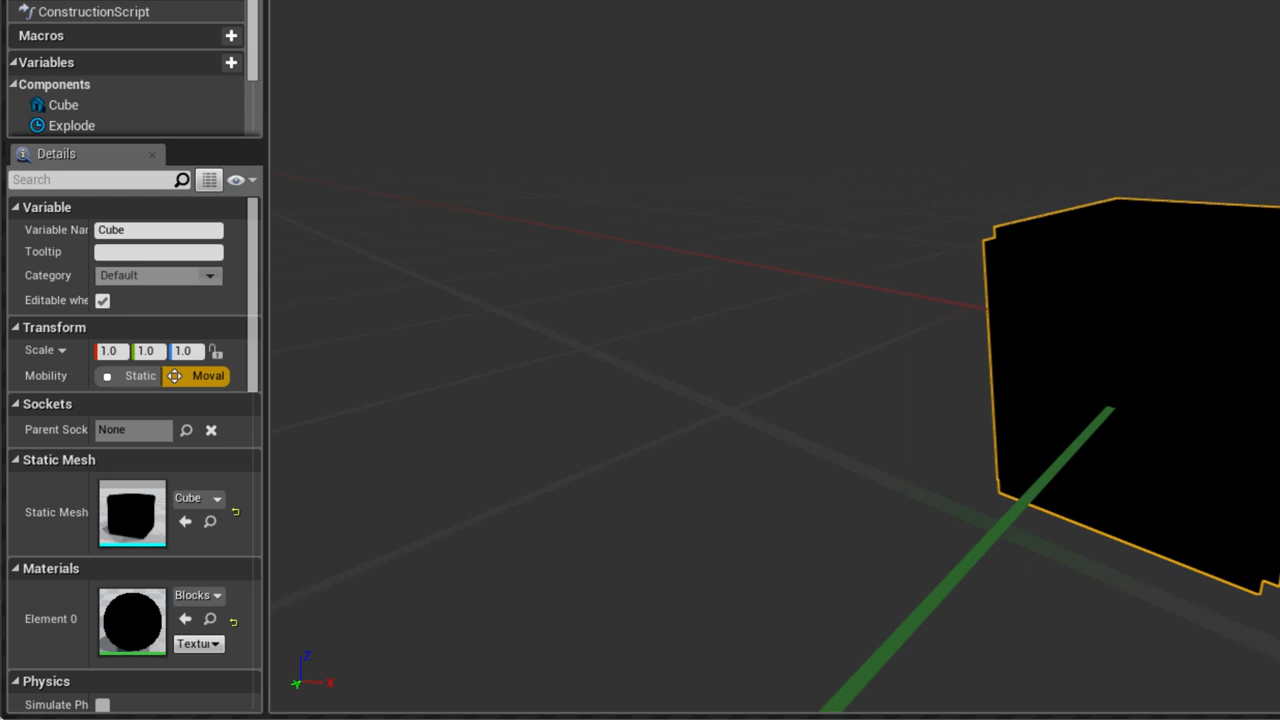 ConstructionScript
Macros
Variables
Components
Cube
Explode
Details
Search
Variable
Variable Nar Cube
Tooltip
Category Default
Editable whe
Transform
Scale 1.0 1.0 1.0
Mobility Static Moval
Sockets
Parent Sock None
Static Mesh
Static Mesh Cube
Materials
Element 0 Blocks
Textu
Physics
Simulate Ph
Z
Y X